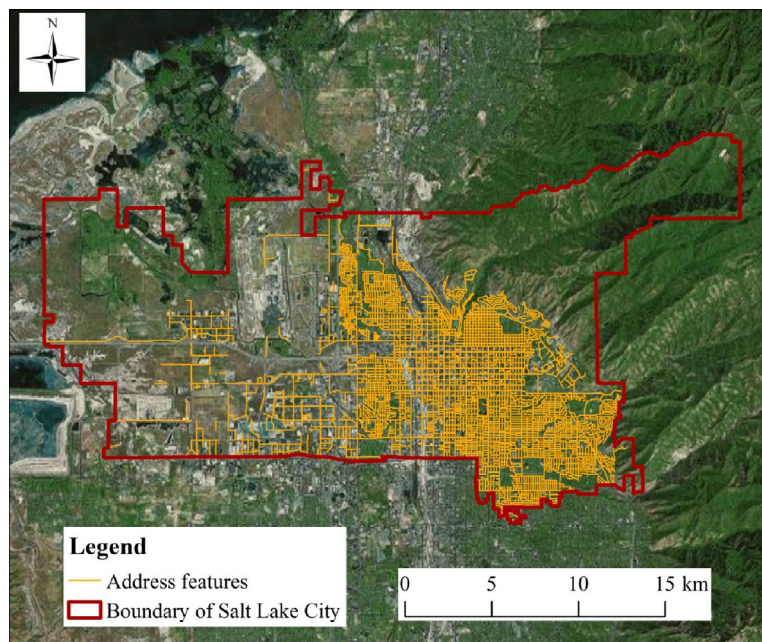 N
Legend
Address features
Boundary of Salt Lake City
0 5 10 15 km